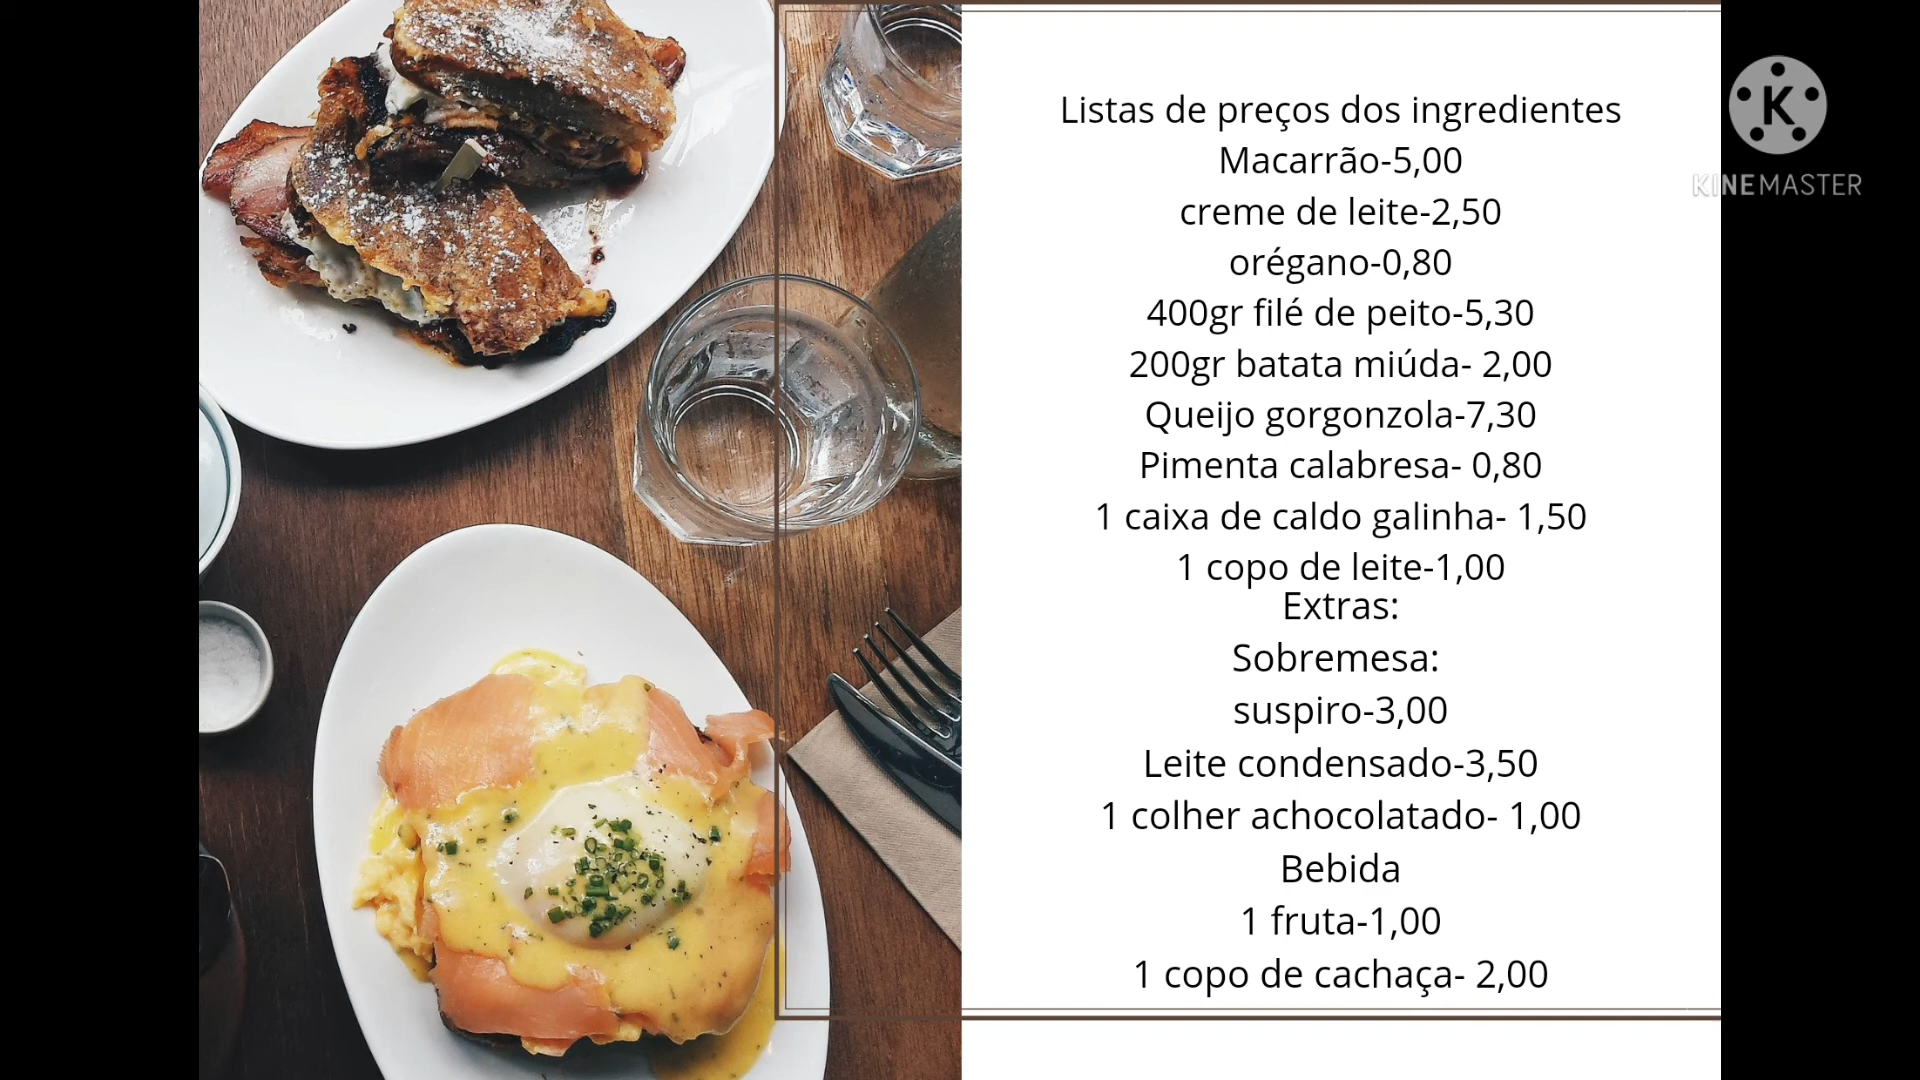 Listas de preços dos ingredientes
Macarrão-5,00
creme de leite-2,50
orégano-0,80
400gr filé de peito-5,30
200gr batata miúda- 2,00
Queijo gorgonzola-7,30
Pimenta calabresa- 0,80
1 caixa de caldo galinha- 1,50
1 copo de leite-1,00
Extras:
Sobremesa:
suspiro-3,00
Leite condensado-3,50
1 colher achocolatado- 1,00
Bebida
1 fruta-1,00
1 copo de cachaça- 2,00
K
KINEMASTER